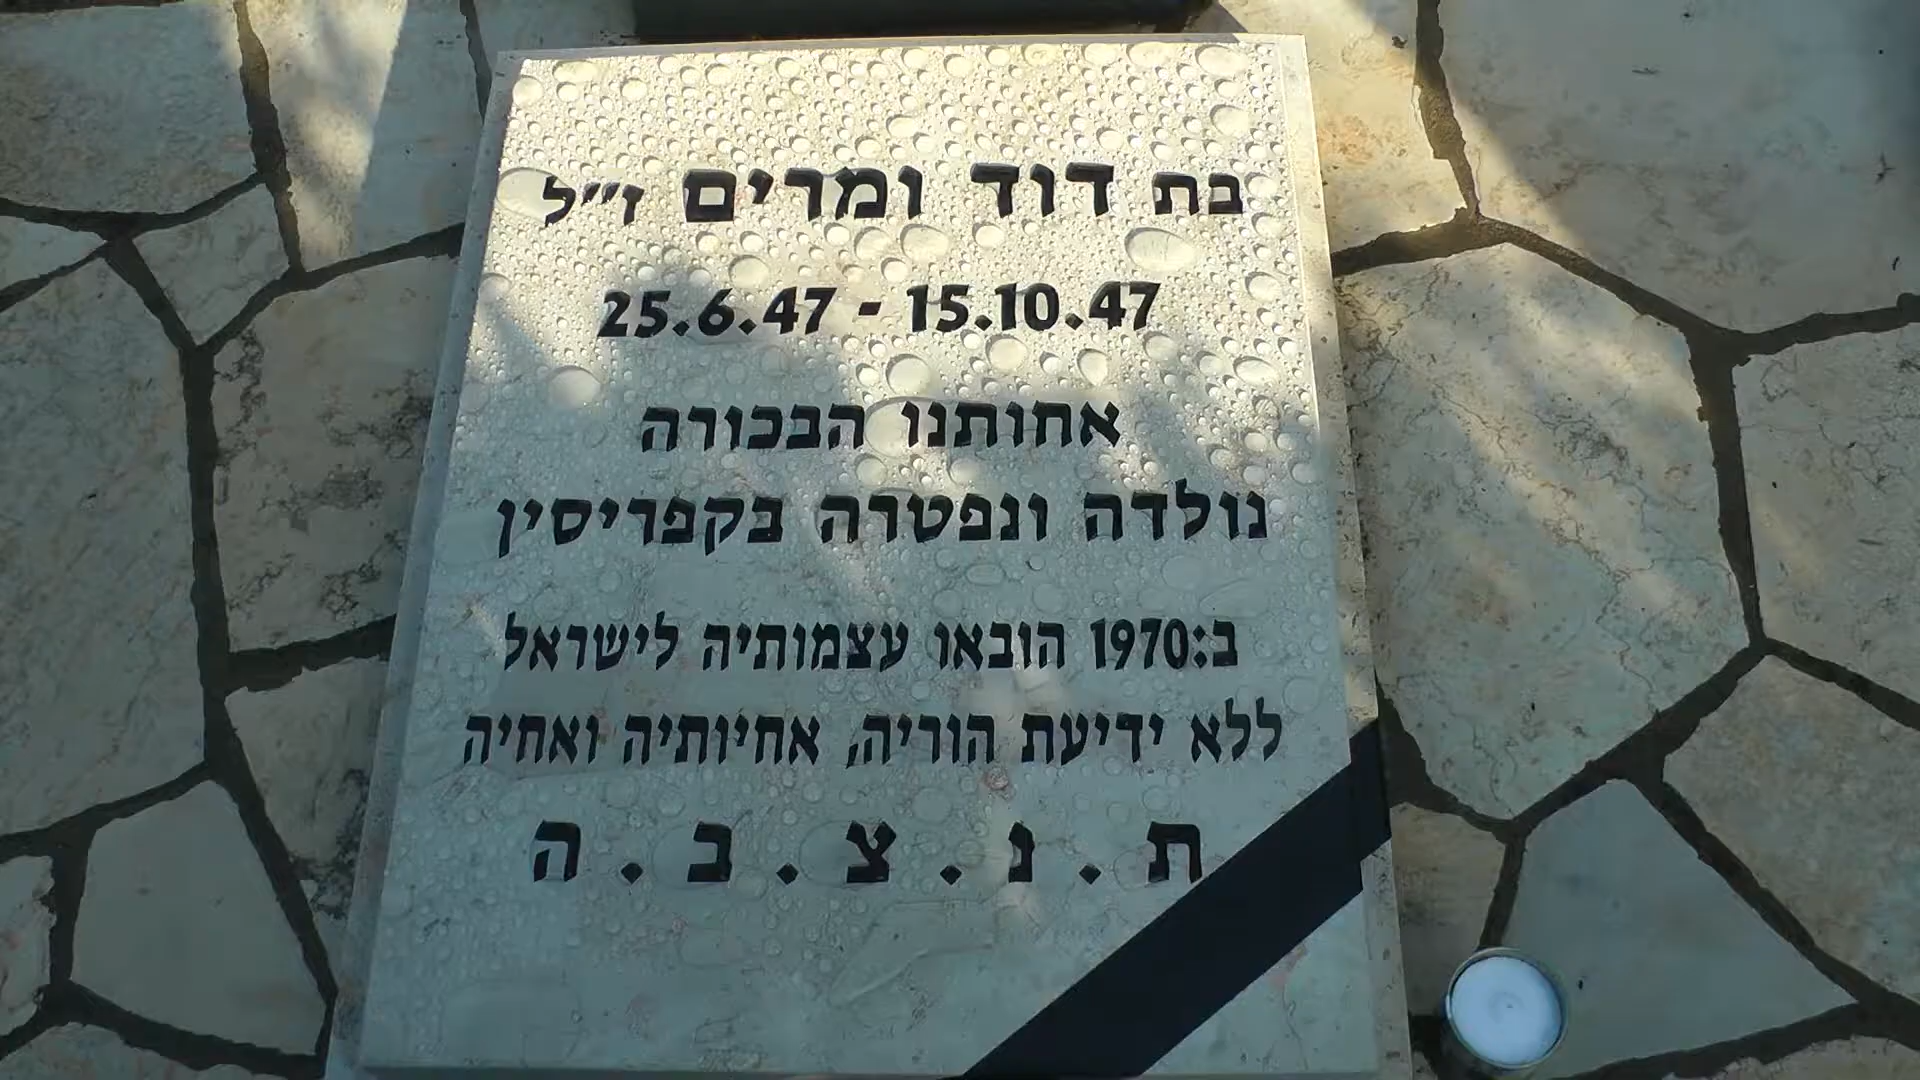 בת דוד ומרים ז״ל
25.6.47 - 15.10.47
אחותנו הבכורה
נולדה ונפטרה בקפריסין
ב:1970 הובאו עצמותיה לישראל
ללא ידיעת הוריה, אחיותיה ואחיה
ת . נ . צ . ב . ה